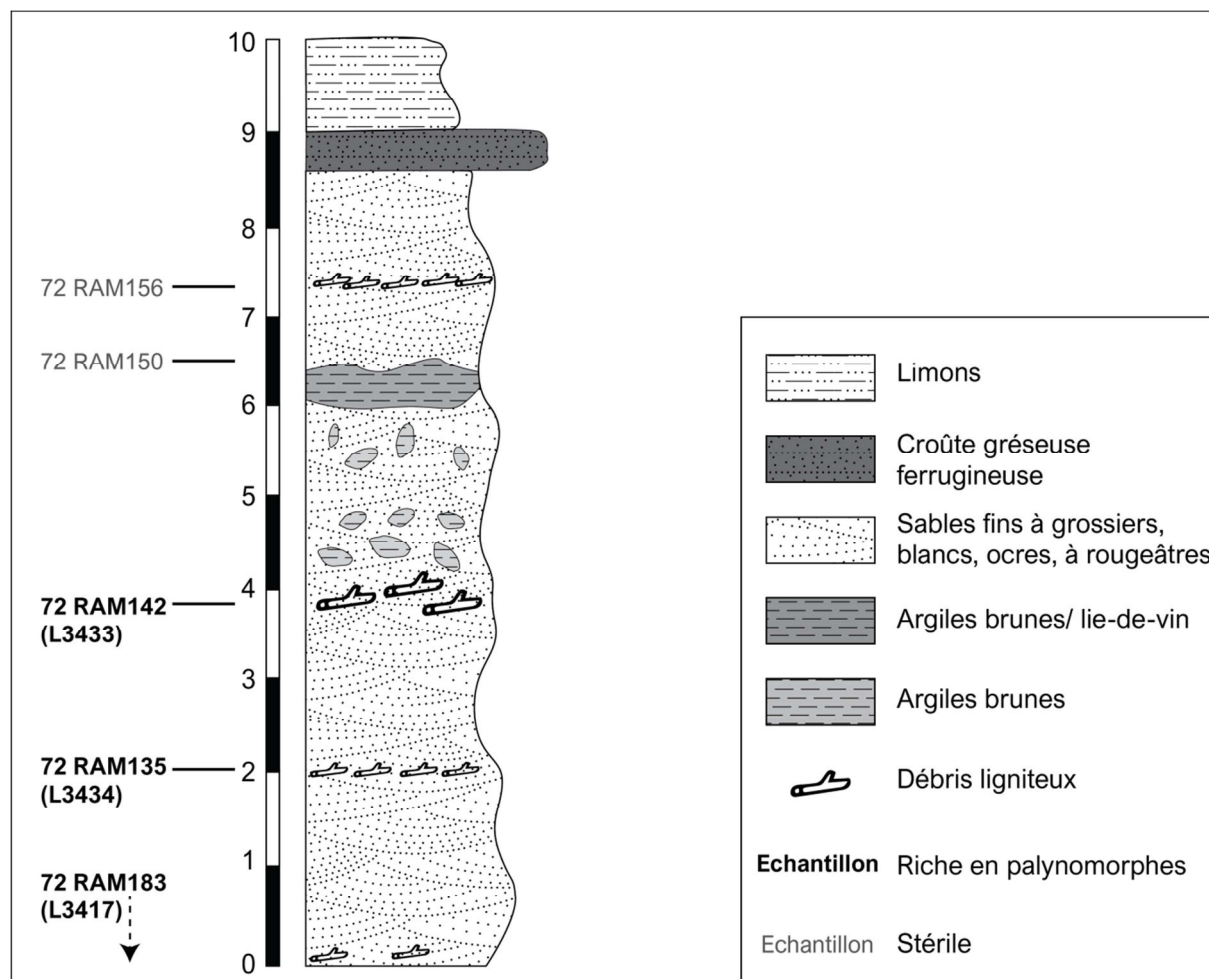 10
9
8
72 RAM156
7
72 RAM150
6
5
4
72 RAM142
(L3433)
3
72 RAM135
(L3434)
2
1
72 RAM183
(L3417)
0
Limons
Croûte gréseuse
ferrugineuse
Sables fins à grossiers,
blancs, ocres, à rougeâtres
Argiles brunes/ lie-de-vin
Argiles brunes
Débris ligniteux
Echantillon Riche en palynomorphes
Echantillon Stérile